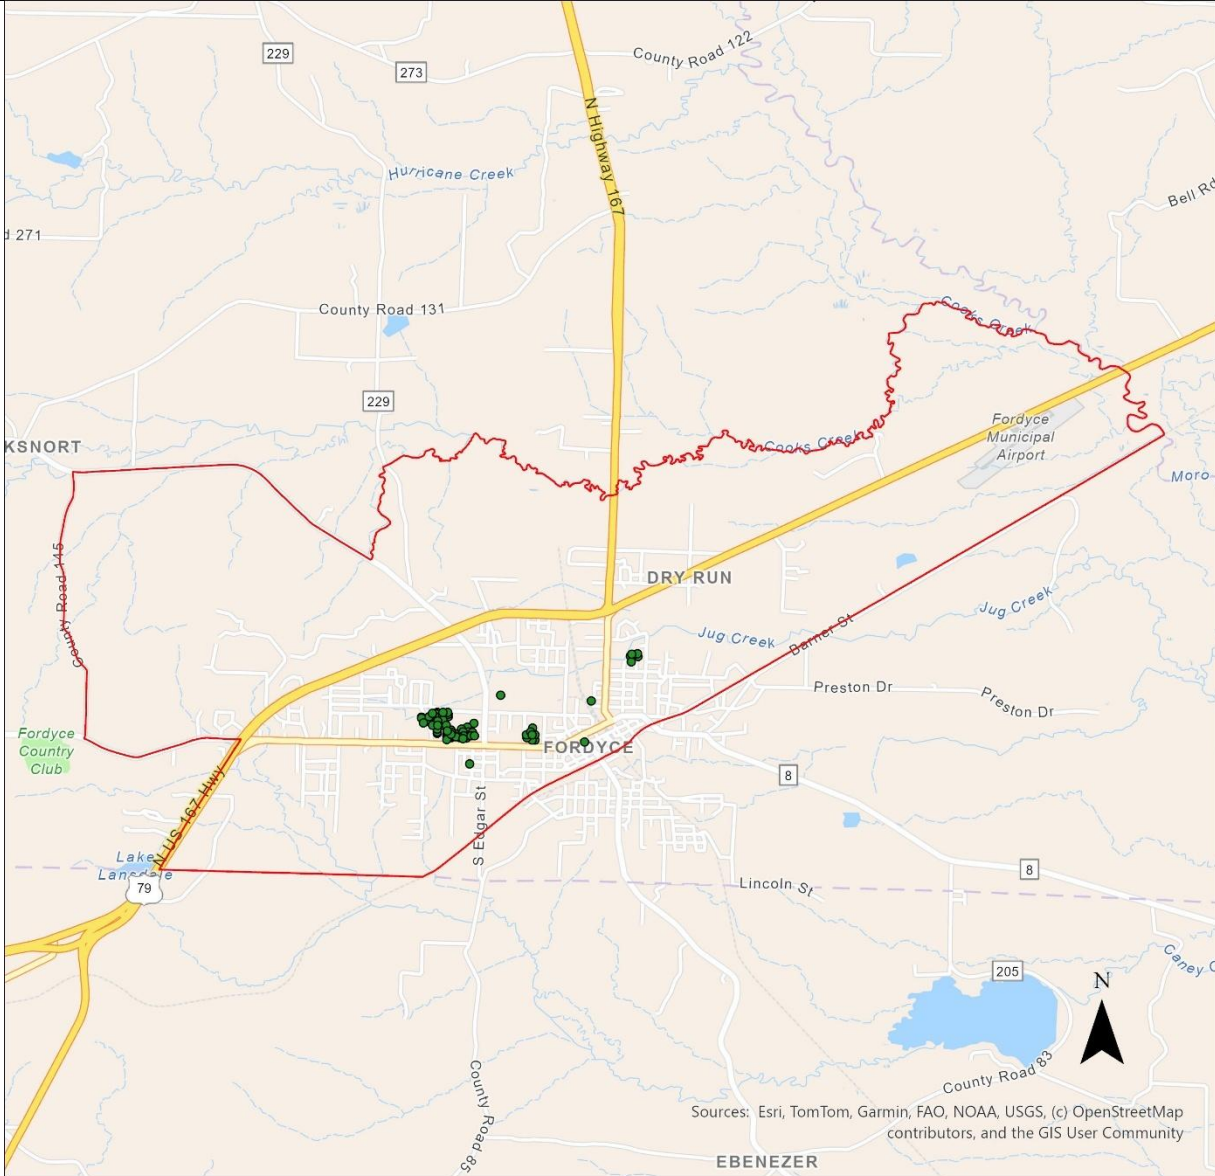 229
273
County Road 122
N Highway 167
Hurricane Creek
Bell Rd
d 271
County Road 131
Cooks Creek
229
Fordyce
Municipal
Airport
KSNORT
Cooks Creek
Moro
County Road 145
DRY RUN
Jug Creek
Jug Creek
Barner St
Preston Dr
Preston Dr
Fordyce
Country
Club
FORDYCE
8
N US 167 Hwy
S Edgar St
Lake
Lansdale
79
8
Lincoln St
Caney C
205
N
County Road 83
County Road 85
Sources: Esri, TomTom, Garmin, FAO, NOAA, USGS, (c) OpenStreetMap
contributors, and the GIS User Community
EBENEZER